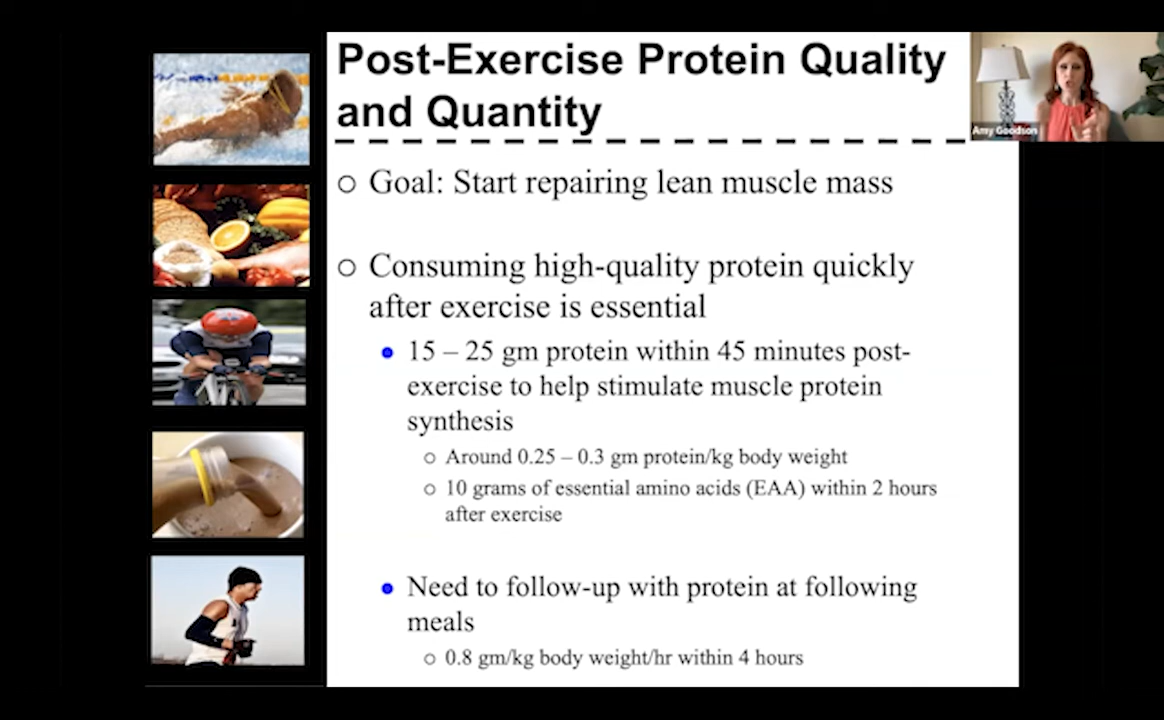 Post-Exercise Protein Quality
and Quantity
Amy Goodson
Goal: Start repairing lean muscle mass
Consuming high-quality protein quickly
after exercise is essential
15 – 25 gm protein within 45 minutes post-
exercise to help stimulate muscle protein
synthesis
Around 0.25 – 0.3 gm protein/kg body weight
10 grams of essential amino acids (EAA) within 2 hours
after exercise
Need to follow-up with protein at following
meals
0.8 gm/kg body weight/hr within 4 hours